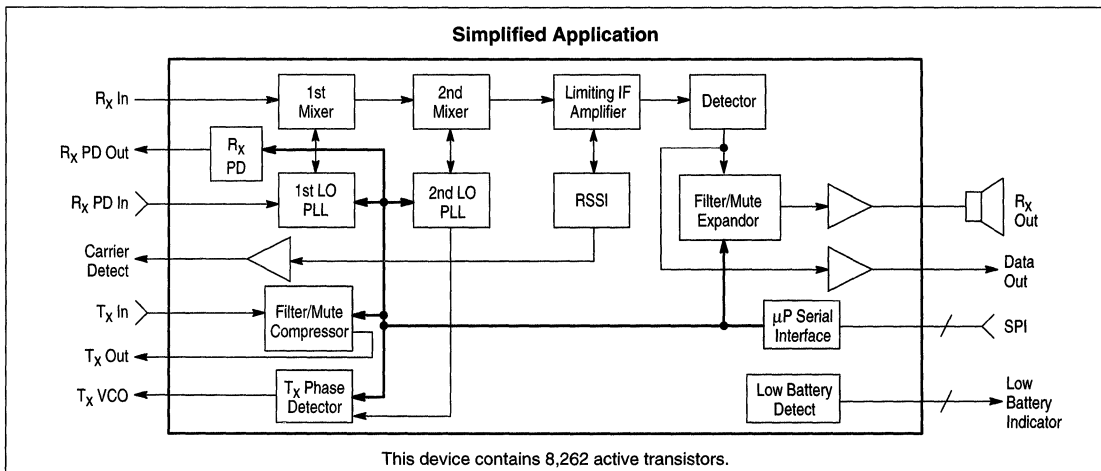 Simplified Application
Rx In
1st
Mixer
2nd
Mixer
Limiting IF
Amplifier
Detector
Rx PD Out
Rx
PD
Rx PD In
1st LO
PLL
2nd LO
PLL
RSSI
Filter/Mute
Expandor
Rx
Out
Carrier
Detect
Data
Out
Tx In
Filter/Mute
Compressor
µP Serial
Interface
SPI
Tx Out
Tx VCO
Tx Phase
Detector
Low Battery
Detect
Low
Battery
Indicator
This device contains 8,262 active transistors.